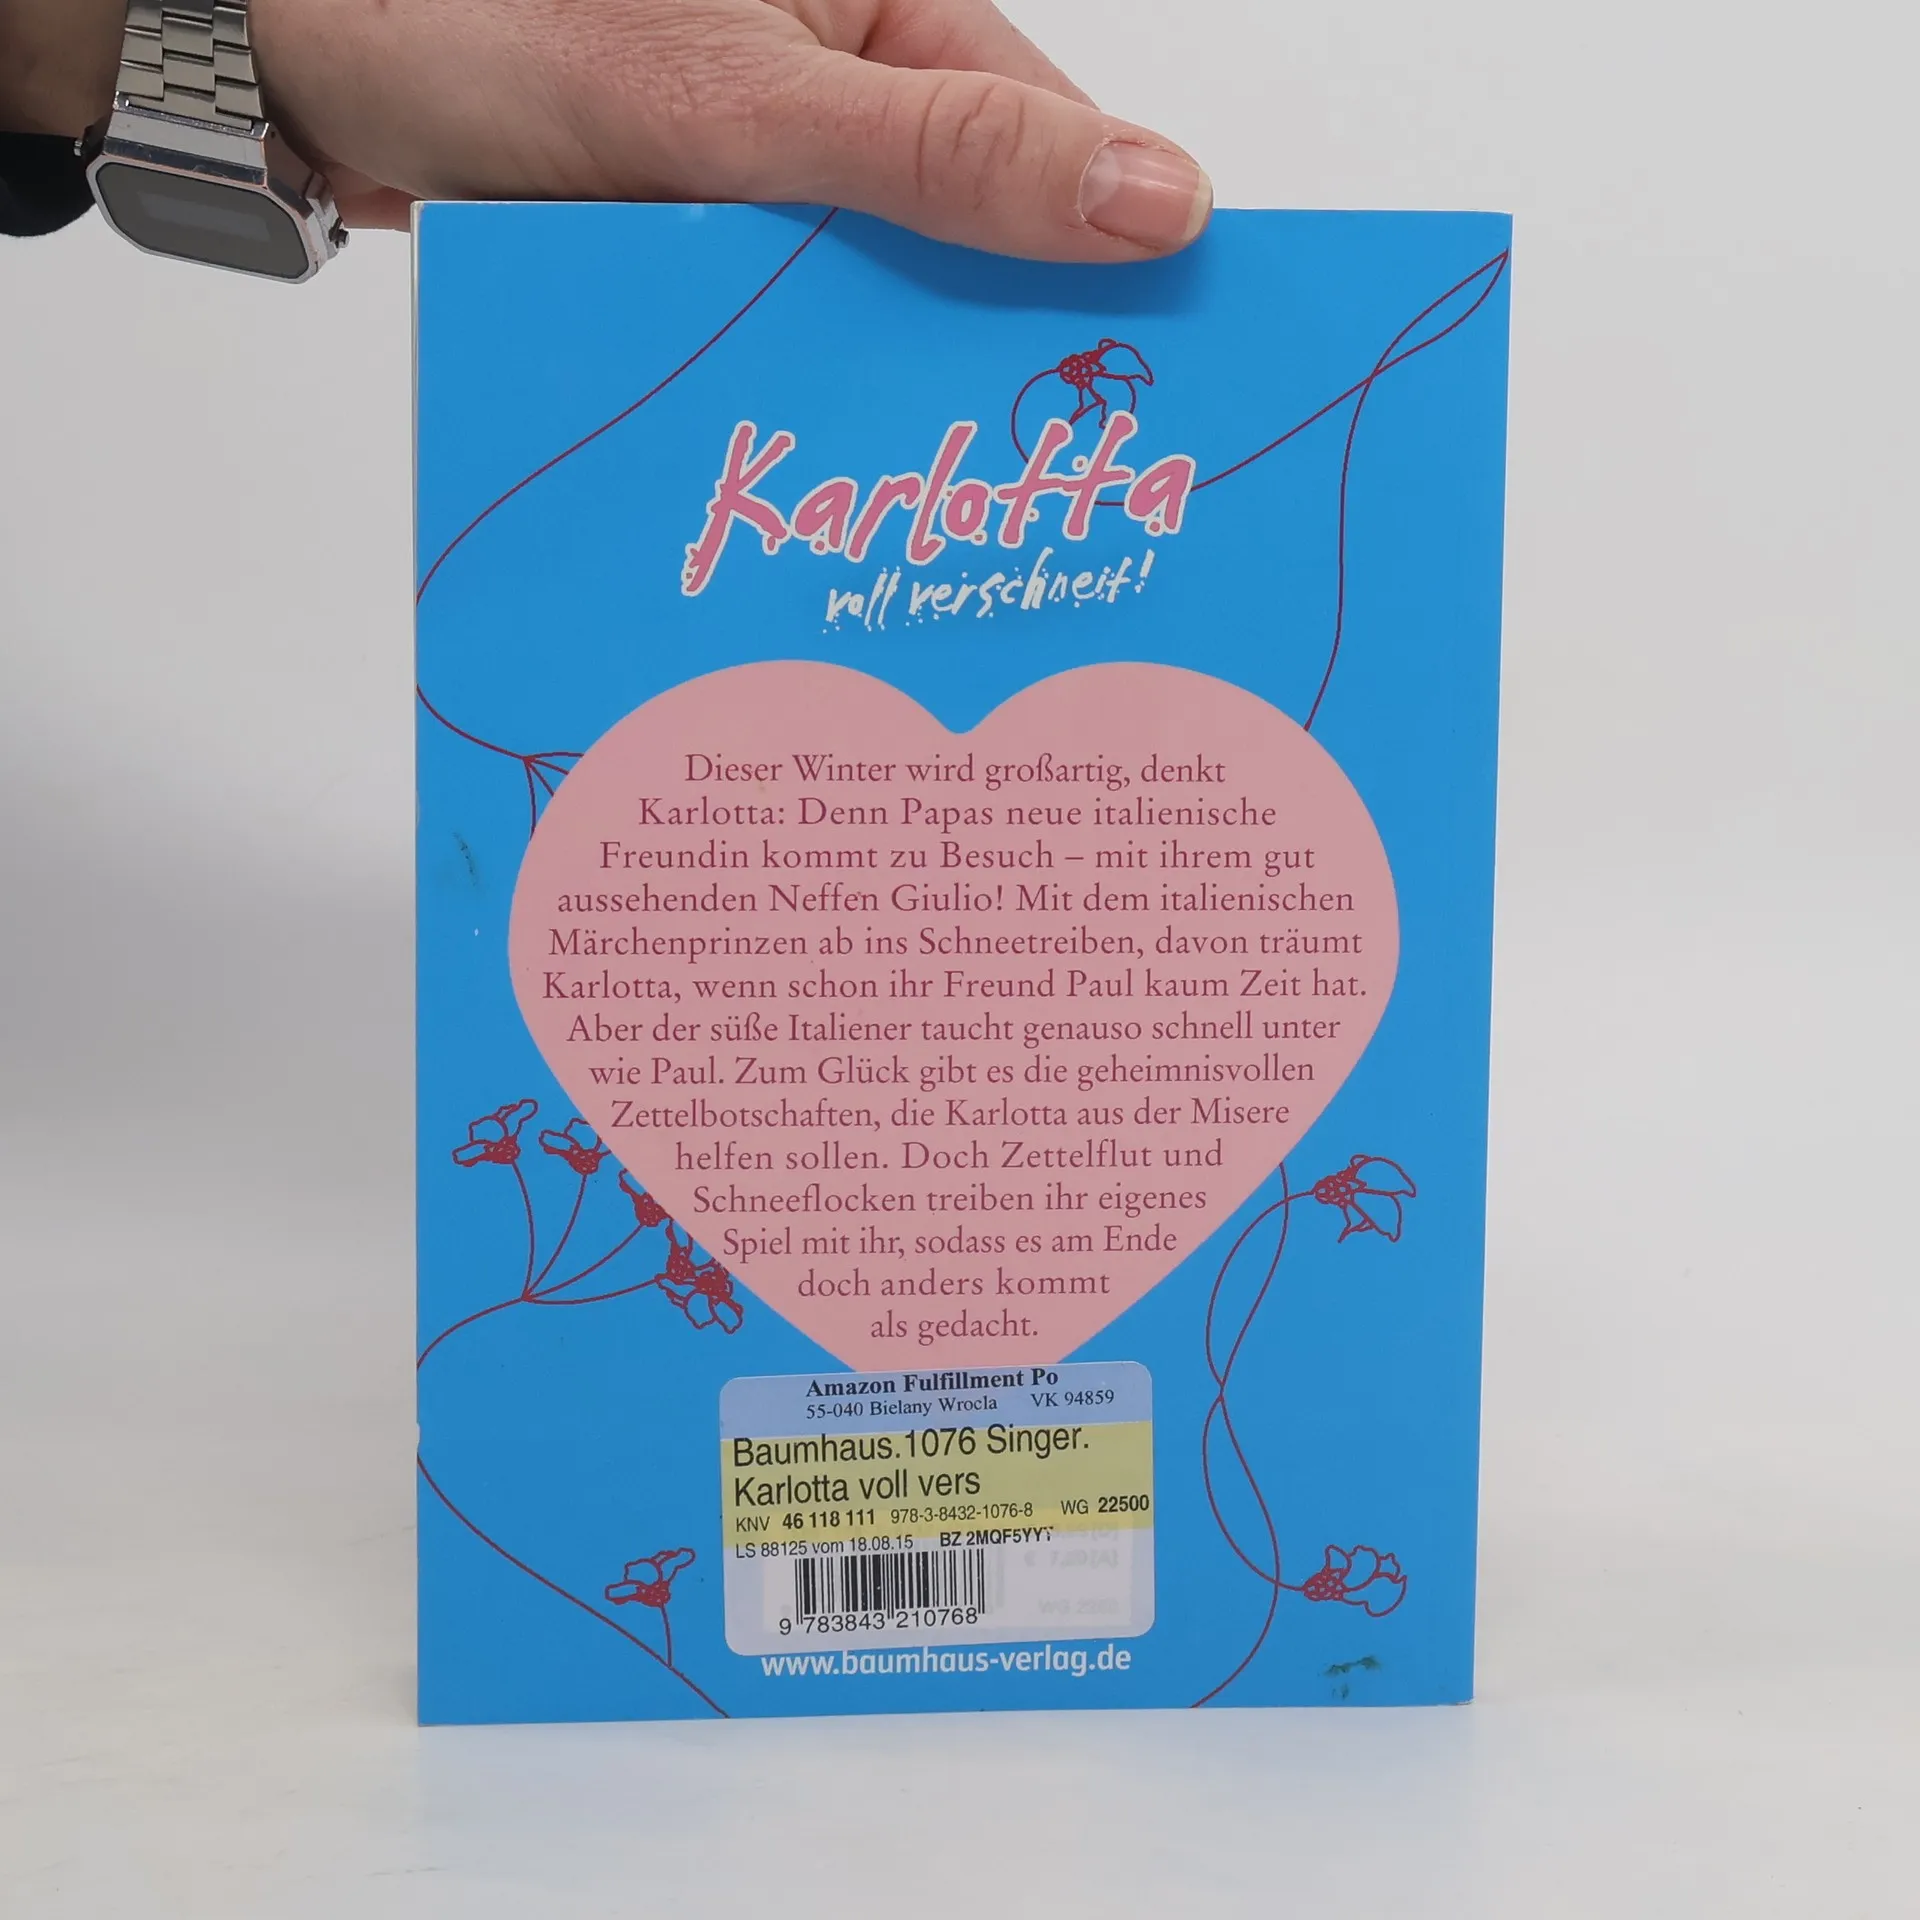 Karlotta
voll verschneit!
Dieser Winter wird großartig, denkt
Karlotta: Denn Papas neue italienische
Freundin kommt zu Besuch – mit ihrem gut
aussehenden Neffen Giulio! Mit dem italienischen
Märchenprinzen ab ins Schneetreiben, davon träumt
Karlotta, wenn schon ihr Freund Paul kaum Zeit hat.
Aber der süße Italiener taucht genauso schnell unter
wie Paul. Zum Glück gibt es die geheimnisvollen
Zettelbotschaften, die Karlotta aus der Misere
helfen sollen. Doch Zettelflut und
Schneeflocken treiben ihr eigenes
Spiel mit ihr, sodass es am Ende
doch anders kommt
als gedacht.
Amazon Fulfillment Po
55-040 Bielany Wrocla VK 94859
Baumhaus.1076 Singer.
Karlotta voll vers
KNV 46 118 111 978-3-8432-1076-8 WG 22500
LS 88125 vom 18.08.15 BZ
9 783843 210768
www.baumhaus-verlag.de